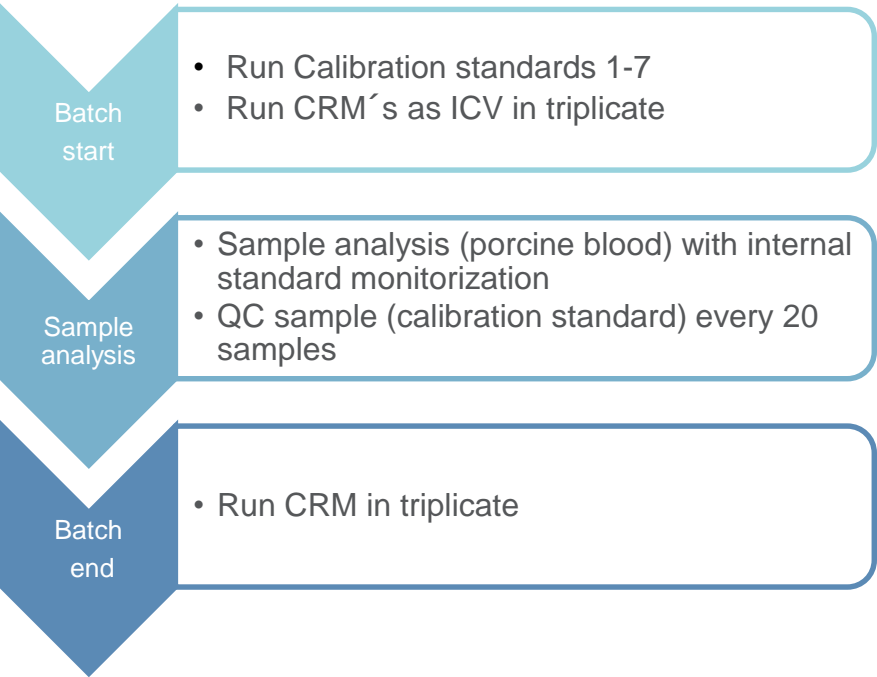 Batch
start
• Run Calibration standards 1-7
• Run CRM´s as ICV in triplicate
Sample
analysis
• Sample analysis (porcine blood) with internal
standard monitorization
• QC sample (calibration standard) every 20
samples
Batch
end
• Run CRM in triplicate